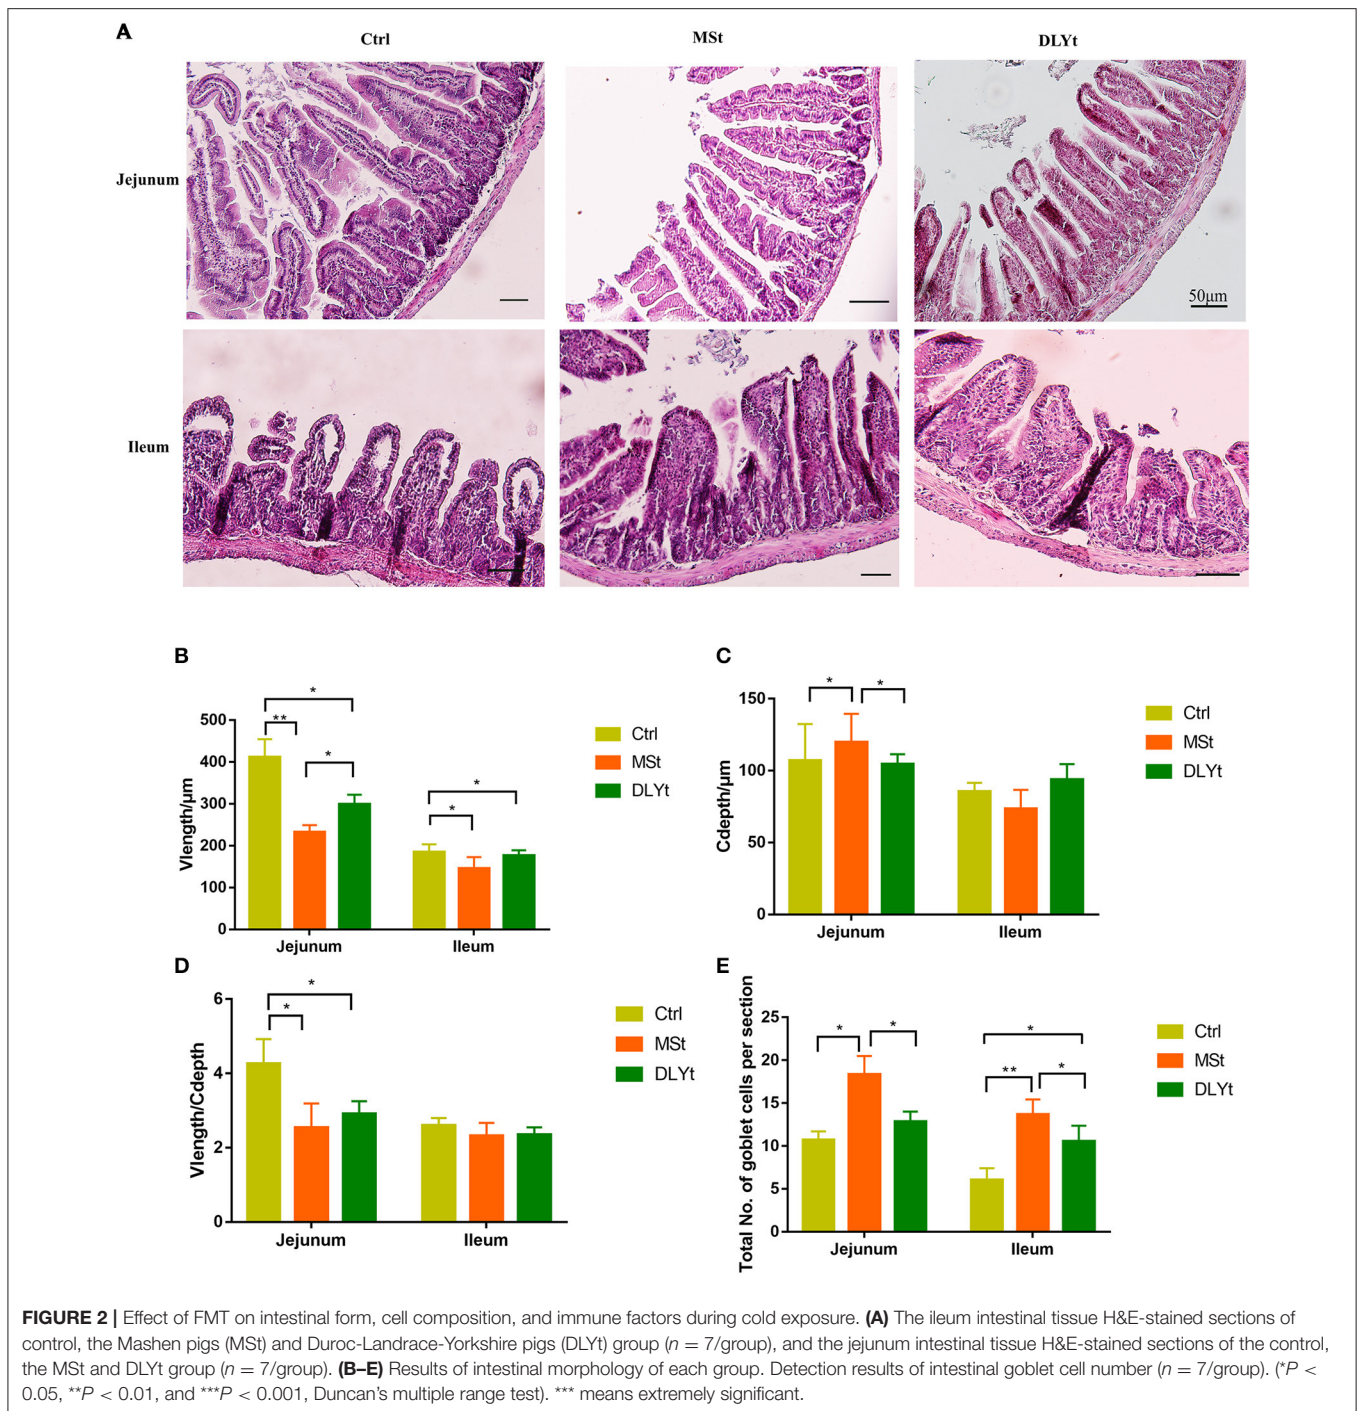 A
Ctrl
MSt
DLYt
Jejunum
50μm
Ileum
B
*
**
*
*
*
500
400
300
200
100
0
Vlength/μm
Jejunum
Ileum
Ctrl
MSt
DLYt
C
*
*
150
100
50
0
Cdepth/μm
Jejunum
Ileum
Ctrl
MSt
DLYt
D
*
*
6
4
2
0
Vlength/Cdepth
Jejunum
Ileum
Ctrl
MSt
DLYt
E
*
*
*
**
*
25
20
15
10
5
0
Total No. of goblet cells per section
Jejunum
Ileum
Ctrl
MSt
DLYt
FIGURE 2 | Effect of FMT on intestinal form, cell composition, and immune factors during cold exposure. (A) The ileum intestinal tissue H&E-stained sections of
control, the Mashen pigs (MSt) and Duroc-Landrace-Yorkshire pigs (DLYt) group (n = 7/group), and the jejunum intestinal tissue H&E-stained sections of the control,
the MSt and DLYt group (n = 7/group). (B–E) Results of intestinal morphology of each group. Detection results of intestinal goblet cell number (n = 7/group). (*P <
0.05, **P < 0.01, and ***P < 0.001, Duncan's multiple range test). *** means extremely significant.